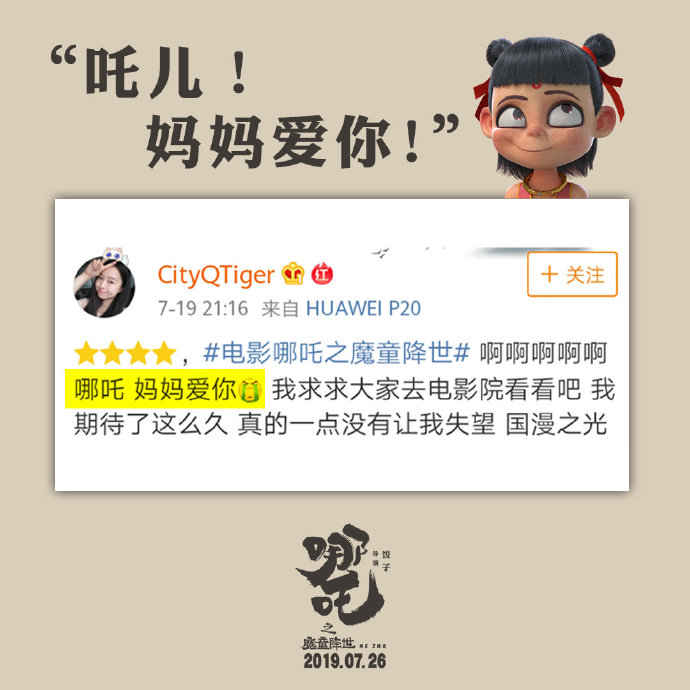 “吒儿！
妈妈爱你！”
CityQTiger 红
+ 关注
7-19 21:16 来自 HUAWEI P20
，#电影哪吒之魔童降世# 啊啊啊啊啊
哪吒 妈妈爱你 我求求大家去电影院看看吧 我
期待了这么久 真的一点没有让我失望 国漫之光
哪吒
导演 饺子
之
魔童降世 NE ZHA
2019.07.26